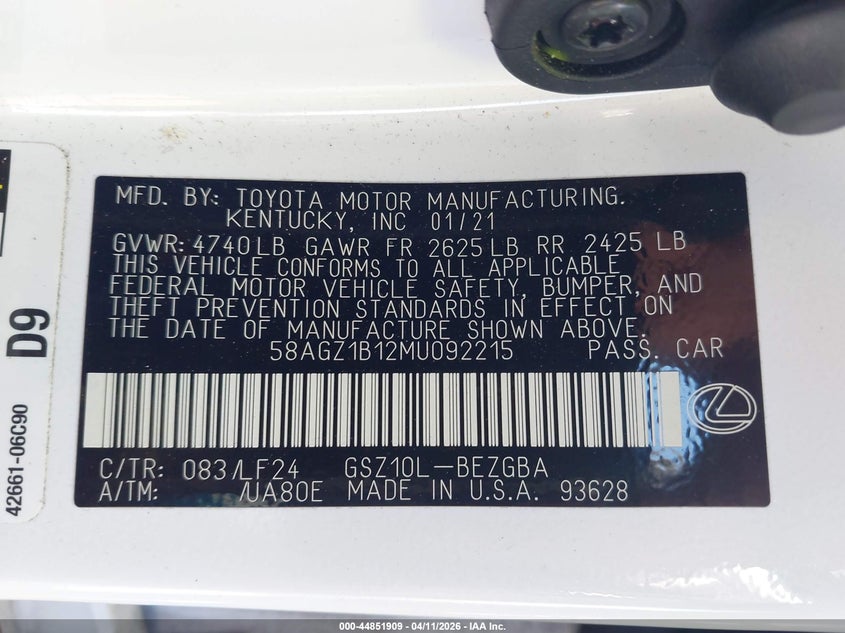 MFD. BY: TOYOTA MOTOR MANUFACTURING.
KENTUCKY, INC 01/21
GVWR: 4740LB GAWR FR 2625LB RR 2425 LB
THIS VEHICLE CONFORMS TO ALL APPLICABLE
FEDERAL MOTOR VEHICLE SAFETY, BUMPER, AND
THEFT PREVENTION STANDARDS IN EFFECT ON
THE DATE OF MANUFACTURE SHOWN ABOVE.
58AGZ1B12MU092215 PASS. CAR
C/TR: 083/LF24 GSZ10L-BEZGBA
A/TM: /UA80E MADE IN U.S.A. 93628
D9
42661-06C90
000-44851909 - 04/11/2026 - IAA Inc.